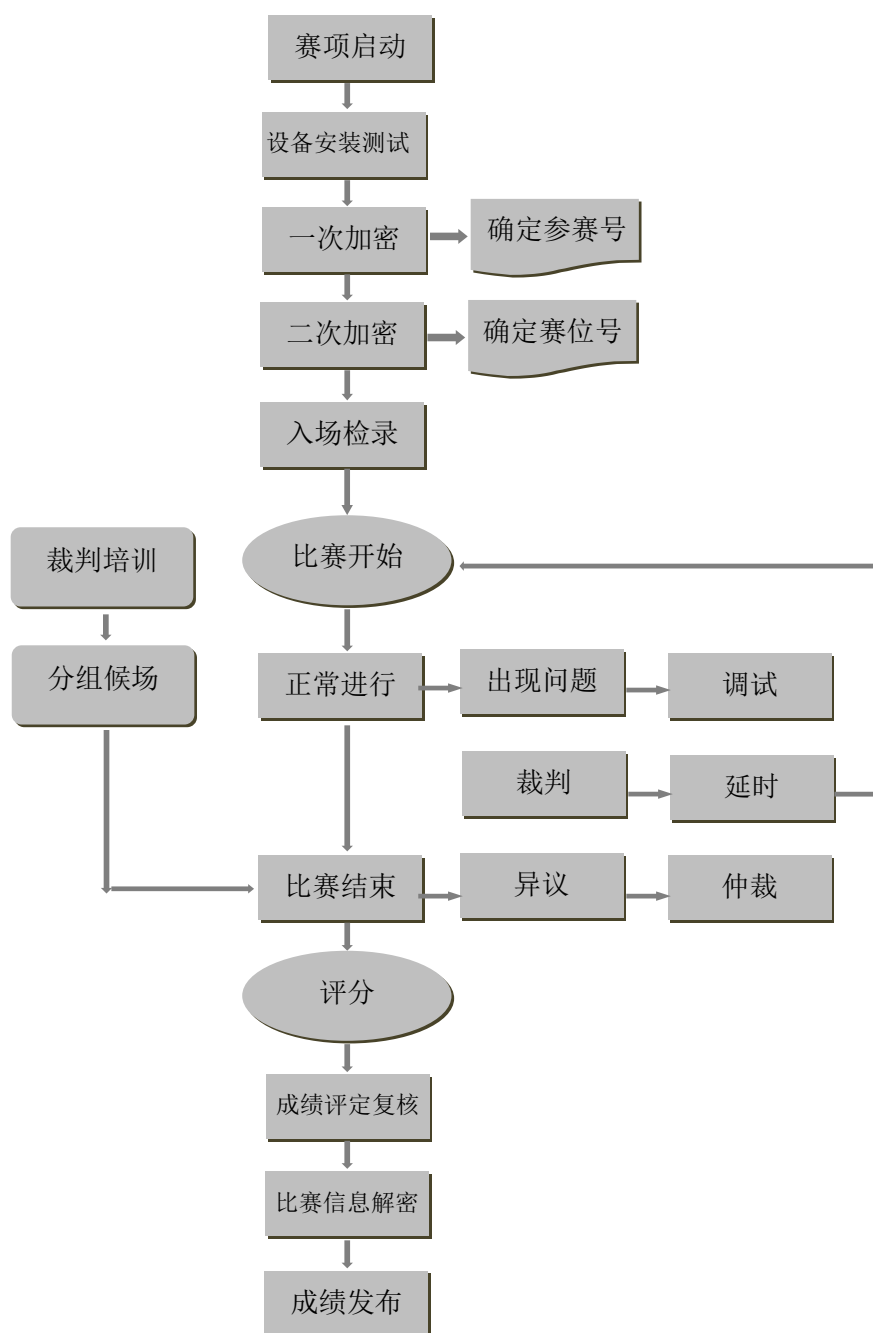 赛项启动
设备安装测试
一次加密
确定参赛号
二次加密
确定赛位号
入场检录
比赛开始
裁判培训
分组候场
正常进行
出现问题
调试
裁判
延时
比赛结束
异议
仲裁
评分
成绩评定复核
比赛信息解密
成绩发布